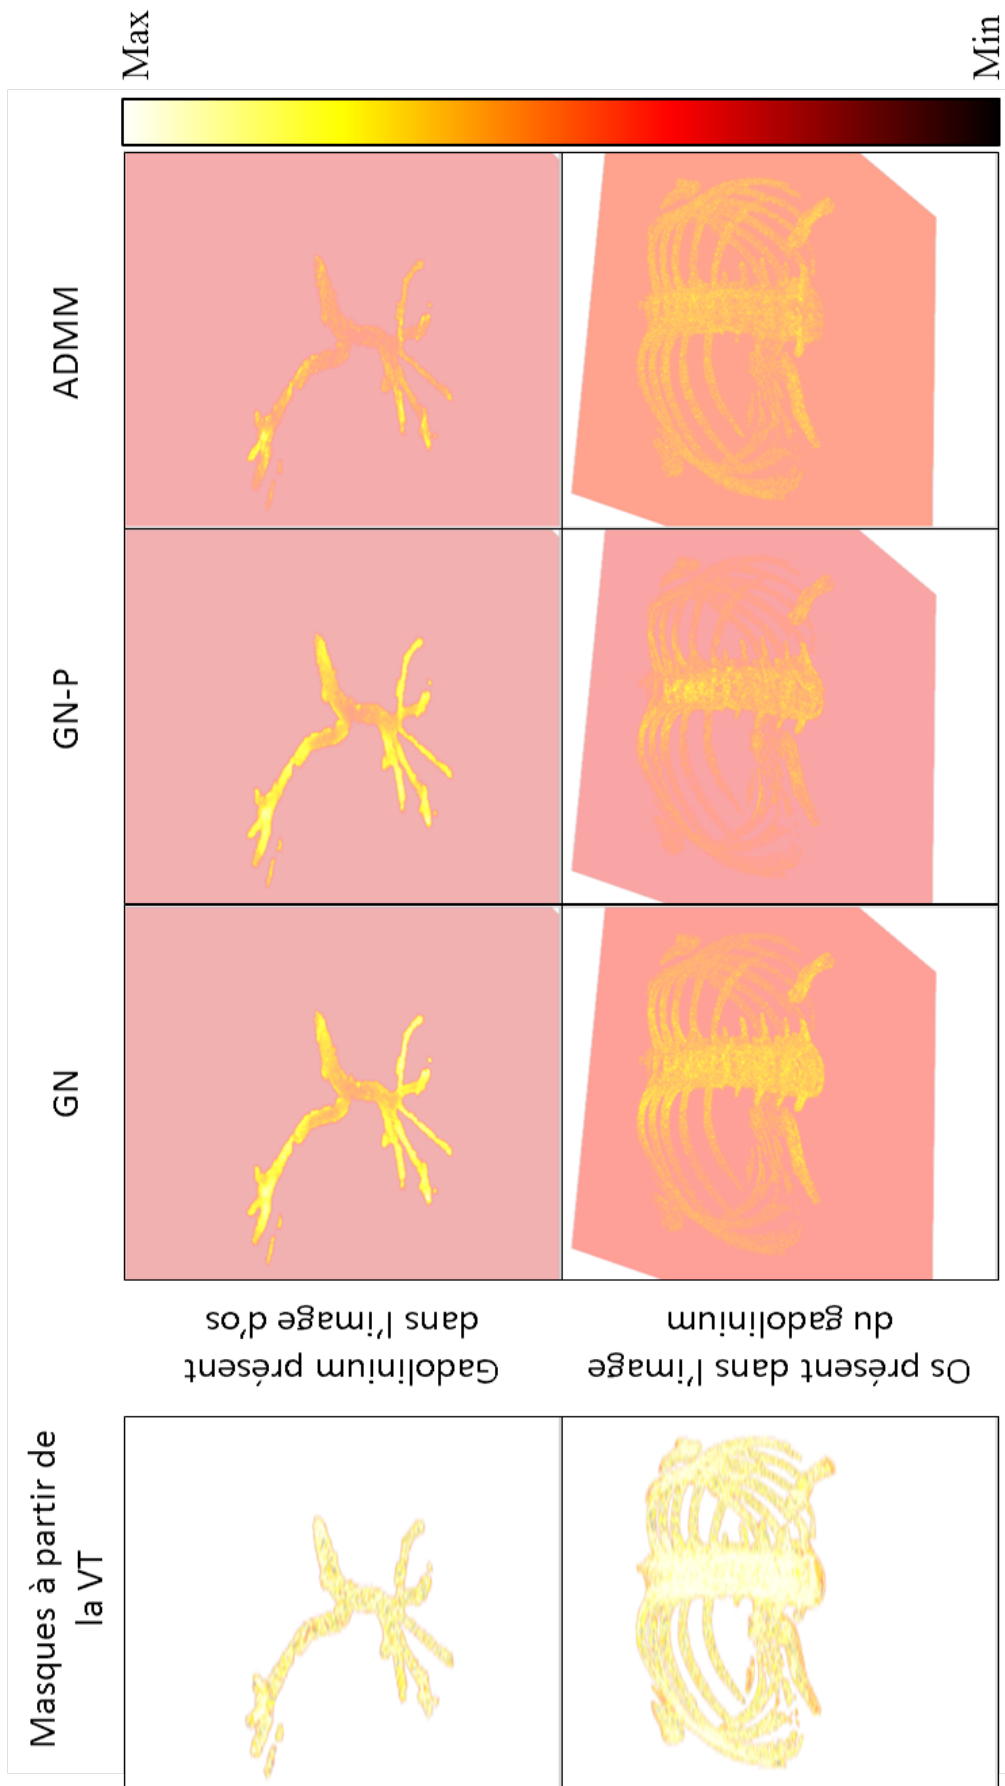 Masques à partir de
la VT
GN
GN-P
ADMM
Gadolinium présent
dans l'image d'os
Os présent dans l'image
du gadolinium
Max
Min